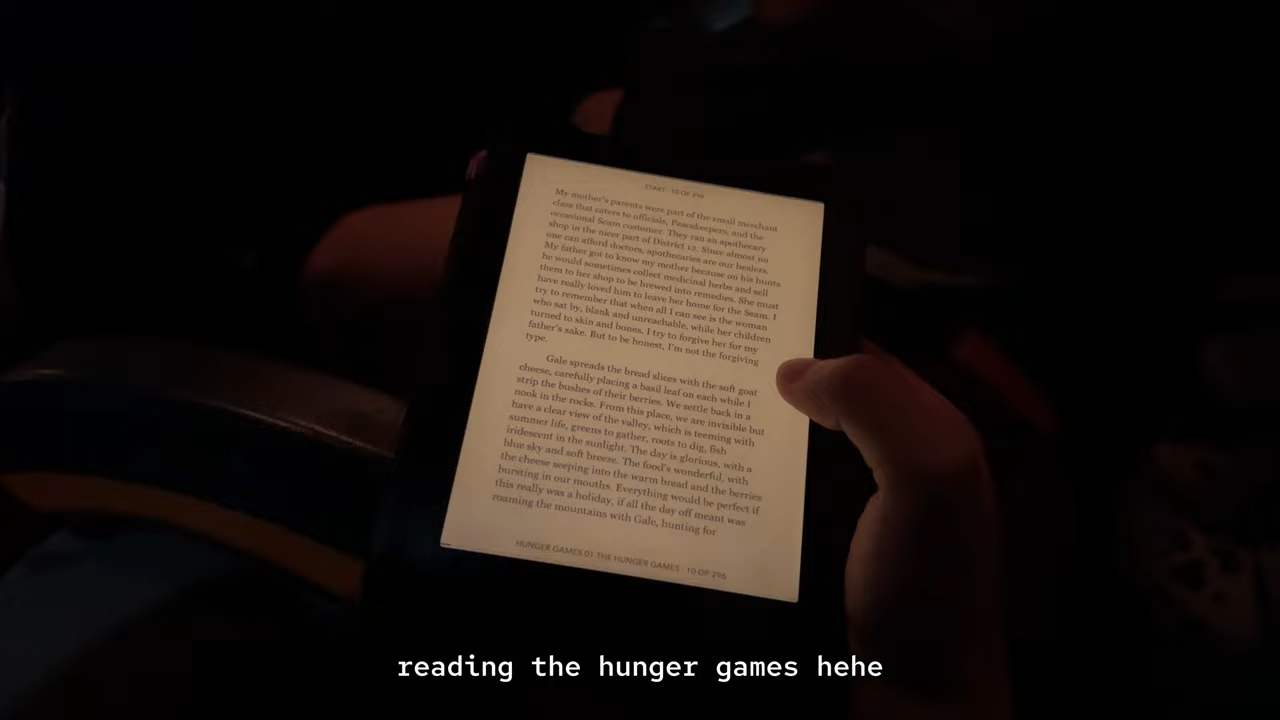 START · 10 OF 296
My mother's parents were part of the small merchant
class that caters to officials, Peacekeepers, and the
occasional Seam customer. They ran an apothecary
shop in the nicer part of District 12. Since almost no
one can afford doctors, apothecaries are our healers.
My father got to know my mother because on his hunts
he would sometimes collect medicinal herbs and sell
them to her shop to be brewed into remedies. She must
have really loved him to leave her home for the Seam. I
try to remember that when all I can see is the woman
who sat by, blank and unreachable, while her children
turned to skin and bones. I try to forgive her for my
father's sake. But to be honest, I'm not the forgiving
type.
Gale spreads the bread slices with the soft goat
cheese, carefully placing a basil leaf on each while I
strip the bushes of their berries. We settle back in a
nook in the rocks. From this place, we are invisible but
have a clear view of the valley, which is teeming with
summer life, greens to gather, roots to dig, fish
iridescent in the sunlight. The day is glorious, with a
blue sky and soft breeze. The food's wonderful, with
the cheese seeping into the warm bread and the berries
bursting in our mouths. Everything would be perfect if
this really was a holiday, if all the day off meant was
roaming the mountains with Gale, hunting for
HUNGER GAMES 01 THE HUNGER GAMES · 10 OF 296
reading the hunger games hehe